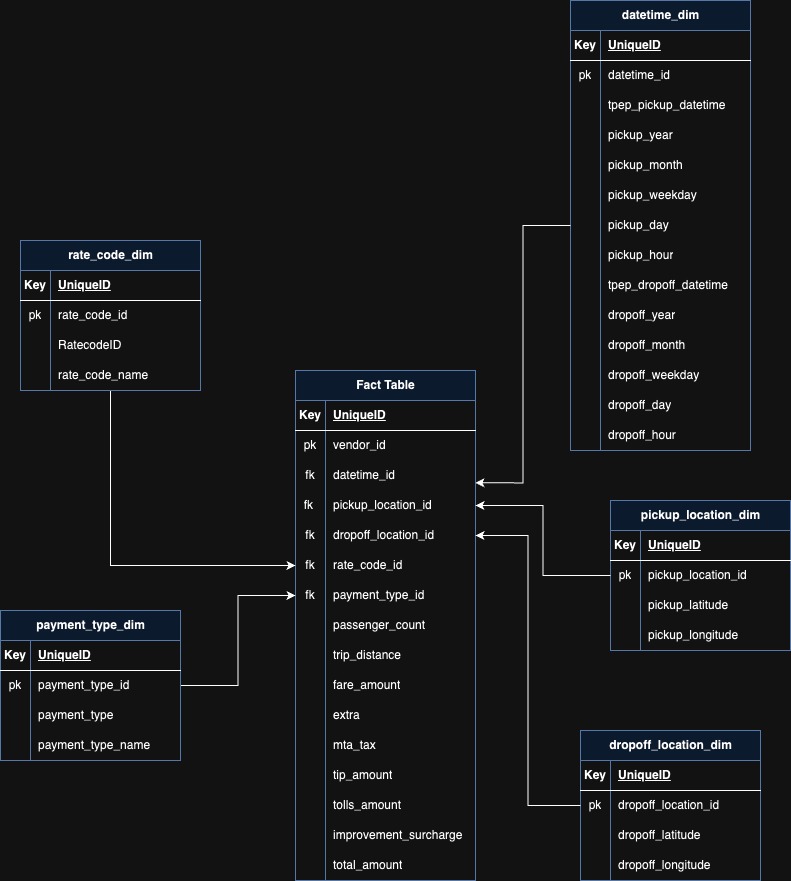 datetime_dim
Key UniqueID
pk datetime_id
tpep_pickup_datetime
pickup_year
pickup_month
pickup_weekday
pickup_day
pickup_hour
tpep_dropoff_datetime
dropoff_year
dropoff_month
dropoff_weekday
dropoff_day
dropoff_hour
rate_code_dim
Key UniqueID
pk rate_code_id
RatecodeID
rate_code_name
Fact Table
Key UniqueID
pk vendor_id
fk datetime_id
fk pickup_location_id
fk dropoff_location_id
fk rate_code_id
fk payment_type_id
passenger_count
trip_distance
fare_amount
extra
mta_tax
tip_amount
tolls_amount
improvement_surcharge
total_amount
pickup_location_dim
Key UniqueID
pk pickup_location_id
pickup_latitude
pickup_longitude
payment_type_dim
Key UniqueID
pk payment_type_id
payment_type
payment_type_name
dropoff_location_dim
Key UniqueID
pk dropoff_location_id
dropoff_latitude
dropoff_longitude